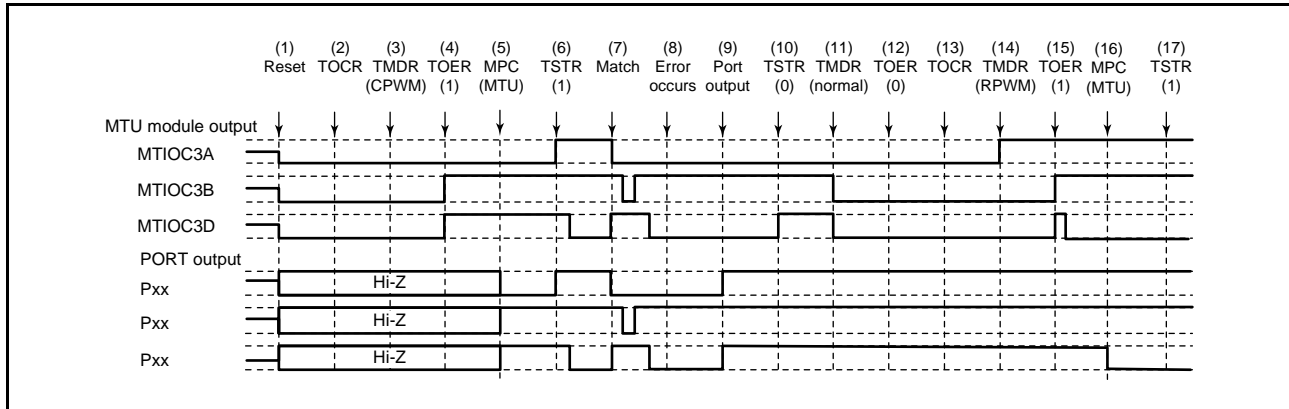 (1) (2) (3) (4) (5) (6) (7) (8) (9) (10) (11) (12) (13) (14) (15) (16) (17)
Reset TOCR TMDR TOER MPC TSTR Match Error Port TSTR TMDR TOER TOCR TMDR TOER MPC TSTR
(CPWM) (1) (MTU) (1) occurs output (0) (normal) (0) (RPWM) (1) (MTU) (1)
MTU module output
MTIOC3A
MTIOC3B
MTIOC3D
PORT output
Pxx Hi-Z
Pxx Hi-Z
Pxx Hi-Z